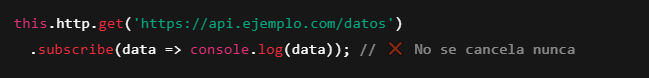 this.http.get('https://api.ejemplo.com/datos')
  .subscribe(data => console.log(data)); // ❌ No se cancela nunca